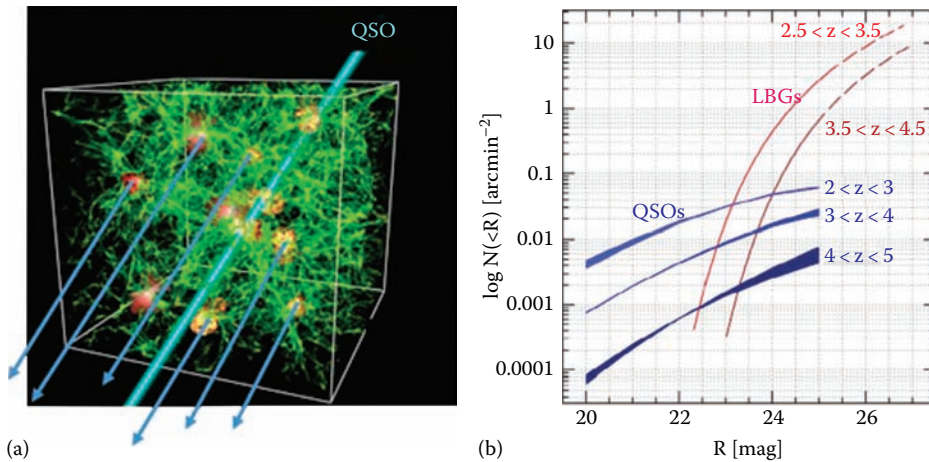 QSO
(a)
log N(<R) [arcmin⁻²]
10
1
0.1
0.01
0.001
0.0001
2.5 < z < 3.5
LBGs
3.5 < z < 4.5
QSOs
2 < z < 3
3 < z < 4
4 < z < 5
20 22 24 26
(b)
R [mag]